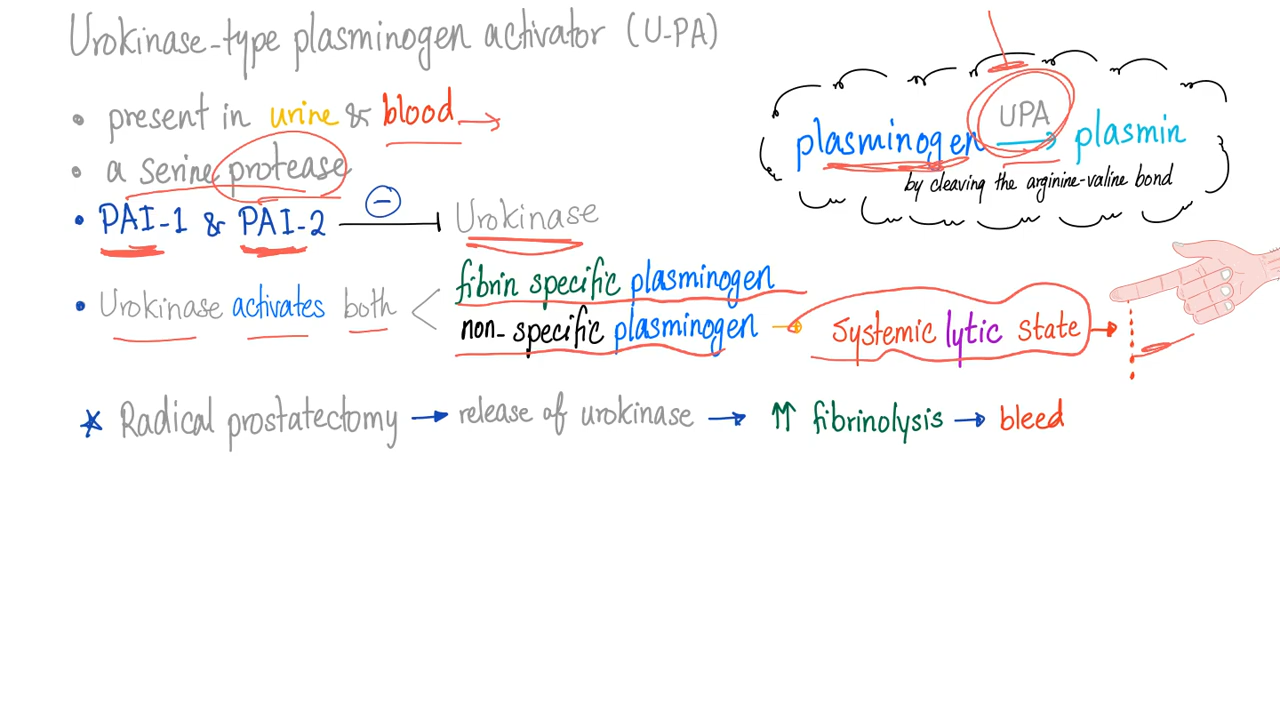 Urokinase-type plasminogen activator (U-PA)
• present in urine & blood →
• a serine protease
• PAI-1 & PAI-2 ⊖ Urokinase
• Urokinase activates both < fibrin specific plasminogen
non-specific plasminogen → Systemic lytic state →
* Radical prostatectomy → release of urokinase → ↑↑ fibrinolysis → bleed
UPA
plasminogen → plasmin
by cleaving the arginine-valine bond